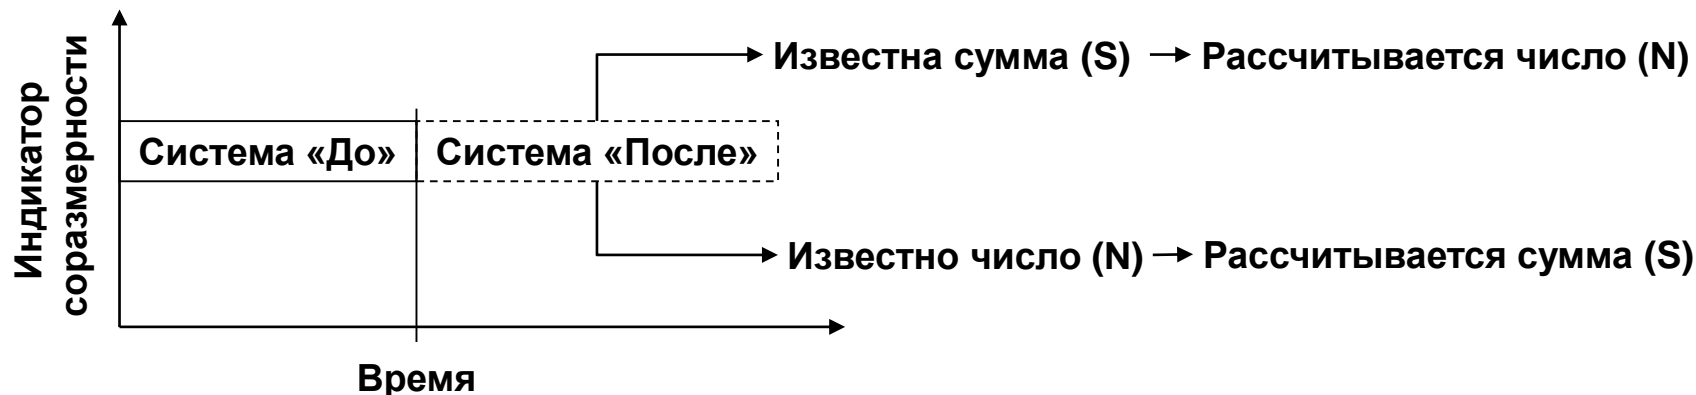 Индикатор
соразмерности
Известна сумма (S)
Рассчитывается число (N)
Система «До»
Система «После»
Известно число (N)
Рассчитывается сумма (S)
Время